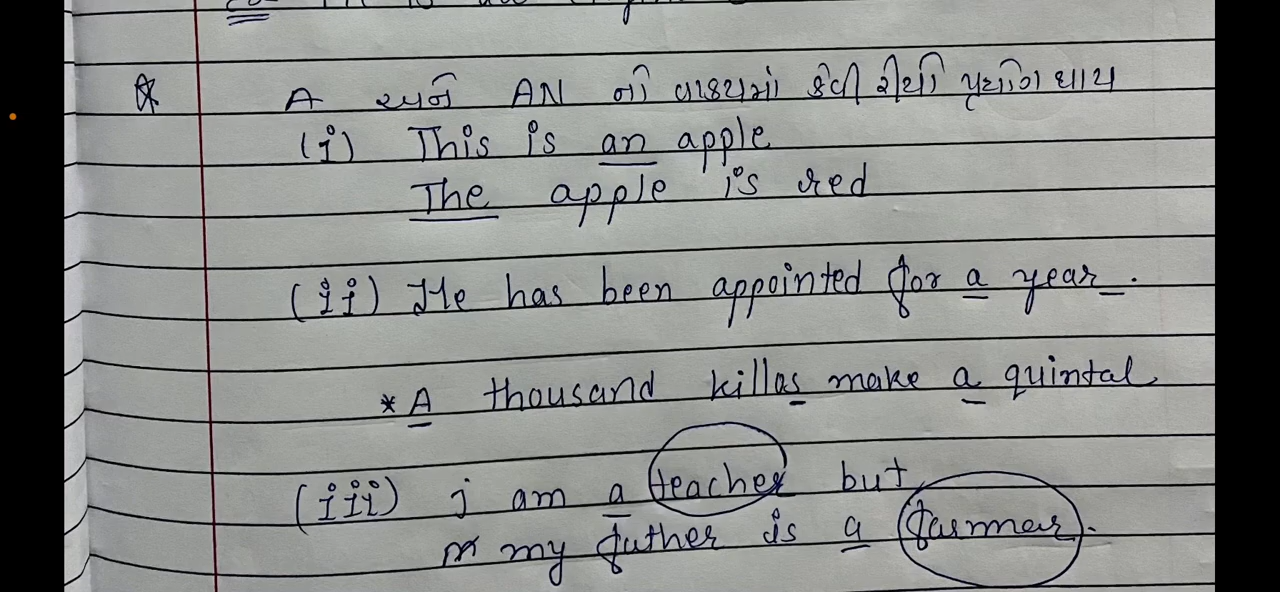 A અને AN નો વાક્યમાં કેવી રીતે પ્રયોગ થાય
(i) This is an apple
The apple is red
(ii) He has been appointed for a year.
* A thousand killos make a quintal
(iii) I am a teacher but
my father is a farmer.